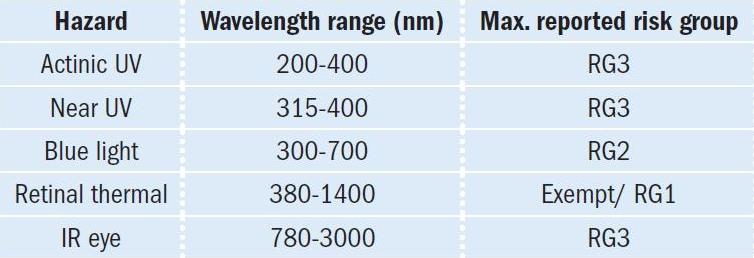 Hazard Wavelength range (nm) Max. reported risk group
Actinic UV 200-400 RG3
Near UV 315-400 RG3
Blue light 300-700 RG2
Retinal thermal 380-1400 Exempt/ RG1
IR eye 780-3000 RG3